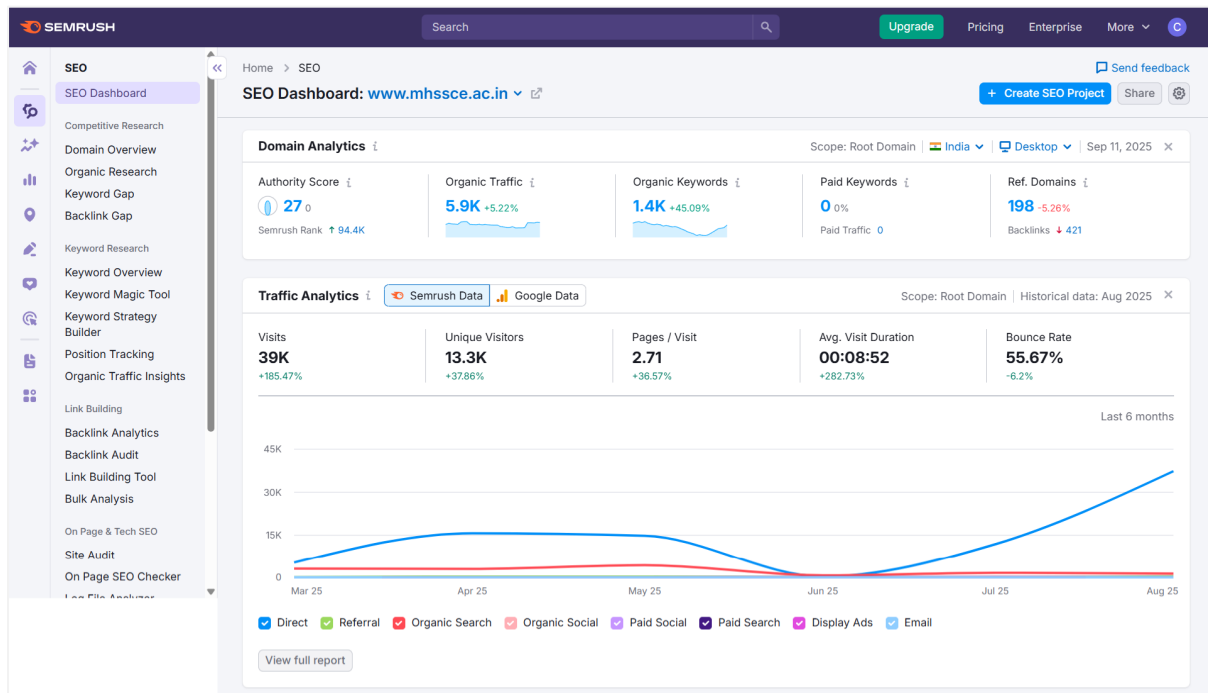 SEMRUSH
Search
Upgrade
Pricing
Enterprise
More
C
SEO
SEO Dashboard
Competitive Research
Domain Overview
Organic Research
Keyword Gap
Backlink Gap
Keyword Research
Keyword Overview
Keyword Magic Tool
Keyword Strategy
Builder
Position Tracking
Organic Traffic Insights
Link Building
Backlink Analytics
Backlink Audit
Link Building Tool
Bulk Analysis
On Page & Tech SEO
Site Audit
On Page SEO Checker
Log File Analyzer
Home > SEO
Send feedback
SEO Dashboard: www.mhssce.ac.in
+ Create SEO Project
Share
Domain Analytics i
Scope: Root Domain
India
Desktop
Sep 11, 2025
Authority Score i
27 0
Semrush Rank ↑ 94.4K
Organic Traffic i
5.9K +5.22%
Organic Keywords i
1.4K +45.09%
Paid Keywords i
0 0%
Paid Traffic 0
Ref. Domains i
198 -5.26%
Backlinks ↓ 421
Traffic Analytics i
Semrush Data
Google Data
Scope: Root Domain
Historical data: Aug 2025
Visits
39K
+185.47%
Unique Visitors
13.3K
+37.86%
Pages / Visit
2.71
+36.57%
Avg. Visit Duration
00:08:52
+282.73%
Bounce Rate
55.67%
-6.2%
Last 6 months
45K
30K
15K
0
Mar 25
Apr 25
May 25
Jun 25
Jul 25
Aug 25
Direct
Referral
Organic Search
Organic Social
Paid Social
Paid Search
Display Ads
Email
View full report